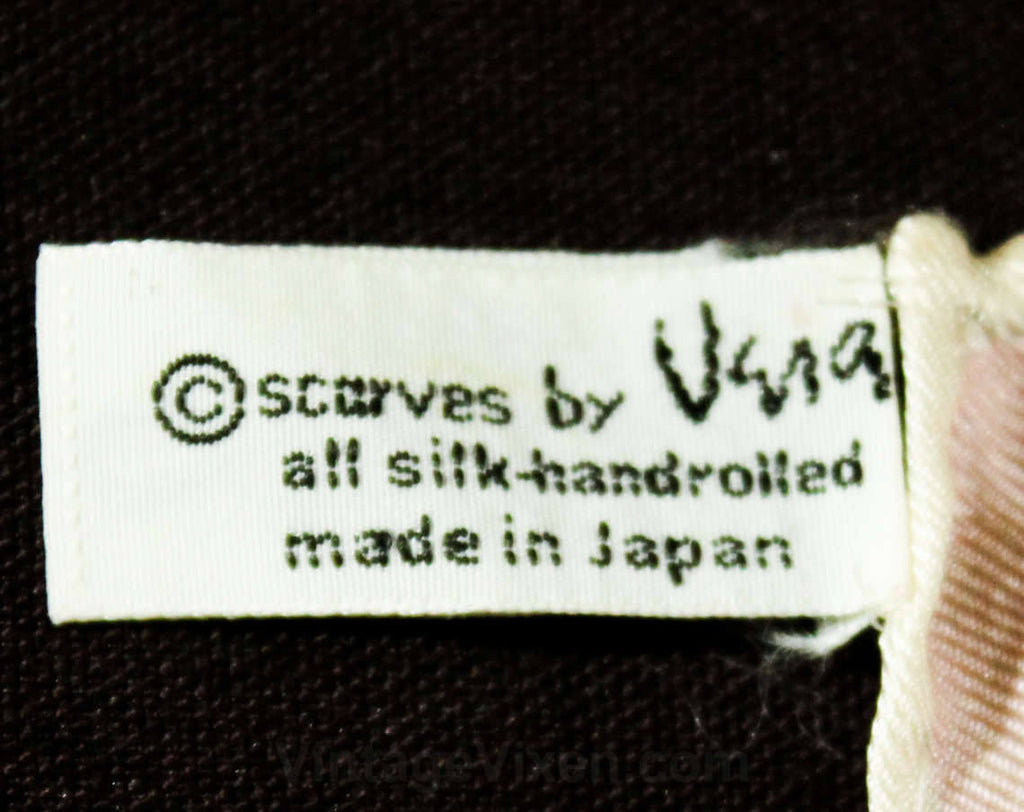 © scarves by Vera
all silk-handrolled
made in Japan
VintageVixen.com